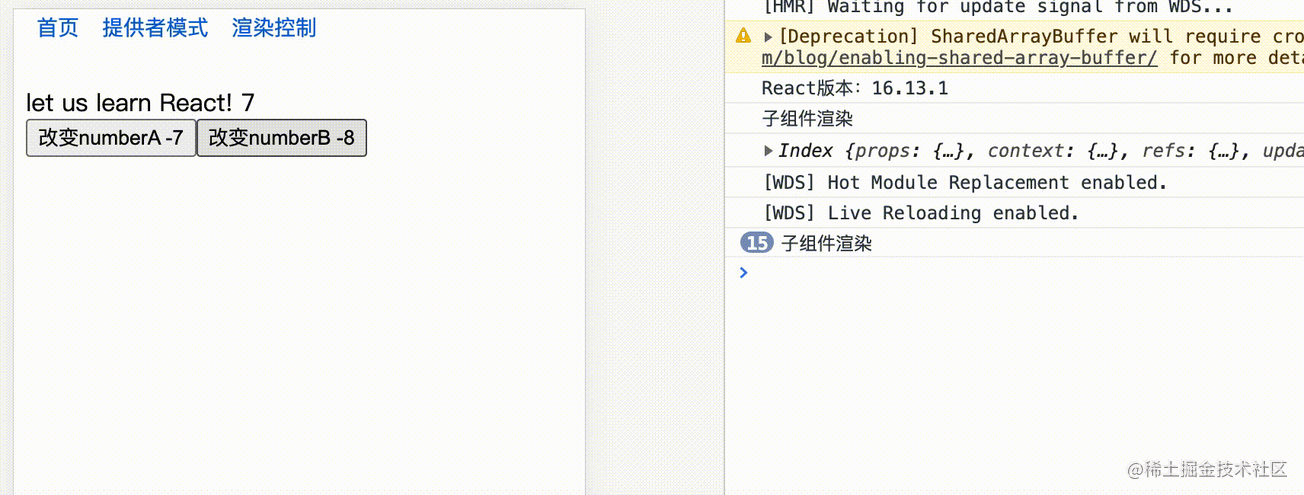 首页 提供者模式 渲染控制
let us learn React! 7
改变numberA -7 改变numberB -8
[HMR] Waiting for update signal from WDS...
[Deprecation] SharedArrayBuffer will require cro
m/blog/enabling-shared-array-buffer/ for more deta
React版本：16.13.1
子组件渲染
Index {props: {…}, context: {…}, refs: {…}, upda
[WDS] Hot Module Replacement enabled.
[WDS] Live Reloading enabled.
15 子组件渲染
@稀土掘金技术社区